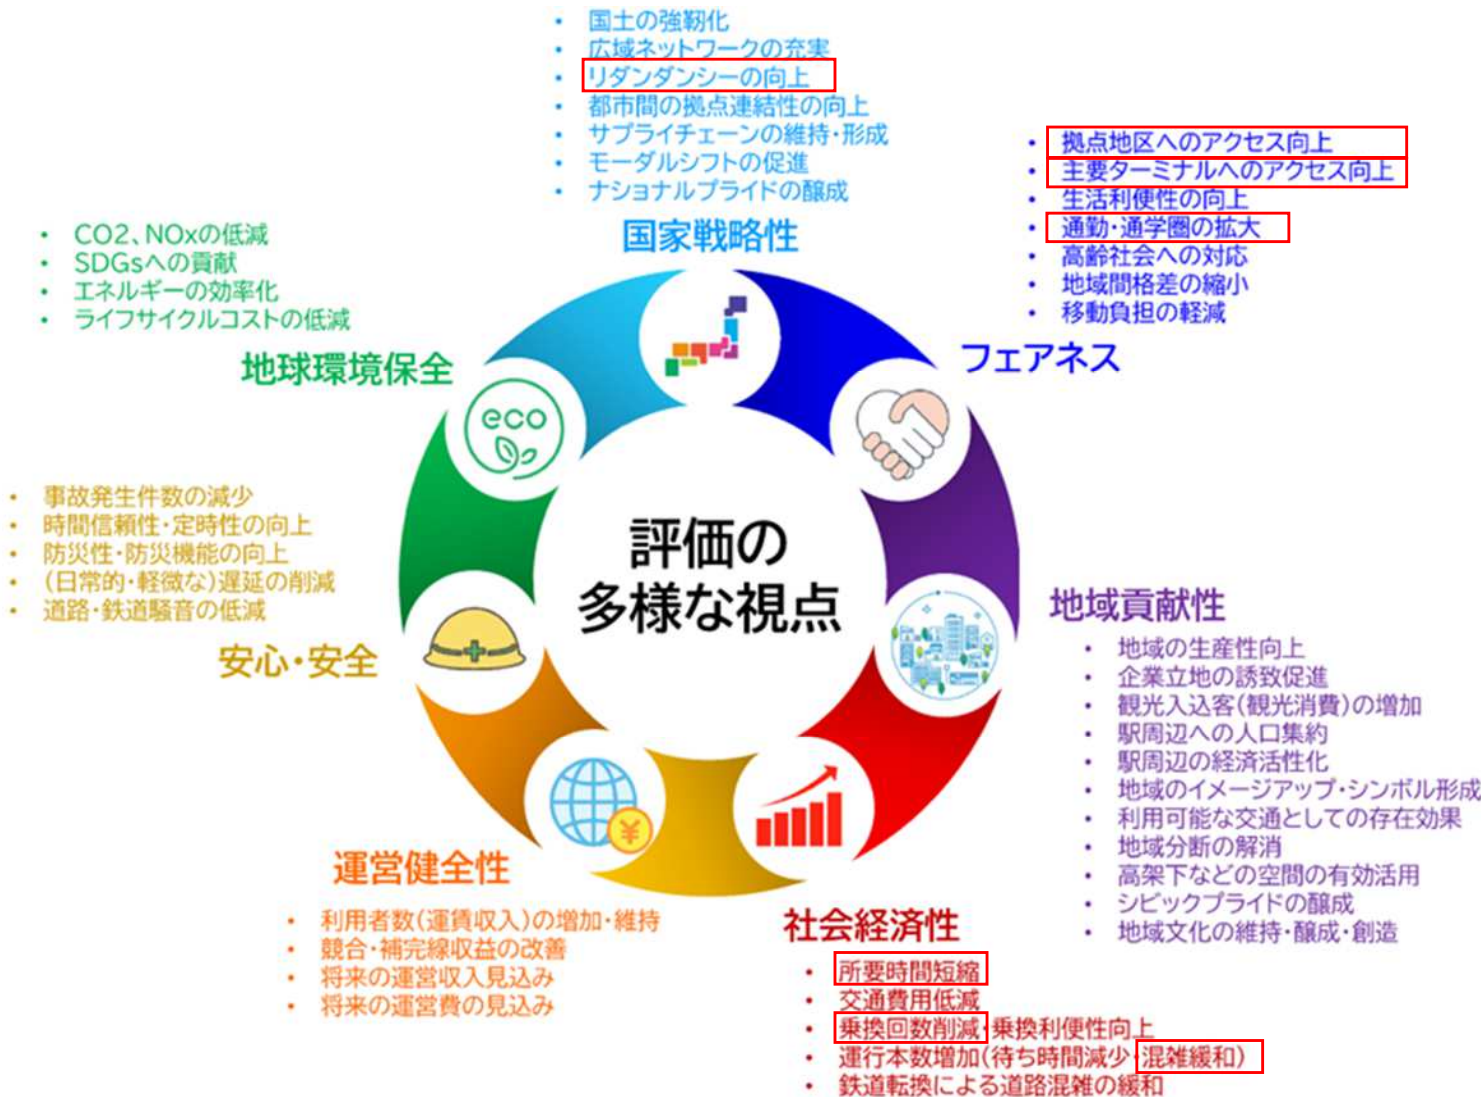 • 国土の強靭化
• 広域ネットワークの充実
• リダンダンシーの向上
• 都市間の拠点連結性の向上
• サプライチェーンの維持・形成
• モーダルシフトの促進
• ナショナルプライドの醸成
国家戦略性
• 拠点地区へのアクセス向上
• 主要ターミナルへのアクセス向上
• 生活利便性の向上
• 通勤・通学圏の拡大
• 高齢社会への対応
• 地域間格差の縮小
• 移動負担の軽減
フェアネス
• CO2、NOxの低減
• SDGsへの貢献
• エネルギーの効率化
• ライフサイクルコストの低減
地球環境保全
eco
• 事故発生件数の減少
• 時間信頼性・定時性の向上
• 防災性・防災機能の向上
• (日常的・軽微な)遅延の削減
• 道路・鉄道騒音の低減
安心・安全
評価の
多様な視点
地域貢献性
• 地域の生産性向上
• 企業立地の誘致促進
• 観光入込客(観光消費)の増加
• 駅周辺への人口集約
• 駅周辺の経済活性化
• 地域のイメージアップ・シンボル形成
• 利用可能な交通としての存在効果
• 地域分断の解消
• 高架下などの空間の有効活用
• シビックプライドの醸成
• 地域文化の維持・醸成・創造
¥
運営健全性
• 利用者数(運賃収入)の増加・維持
• 競合・補完線収益の改善
• 将来の運営収入見込み
• 将来の運営費の見込み
社会経済性
• 所要時間短縮
• 交通費用低減
• 乗換回数削減・乗換利便性向上
• 運行本数増加(待ち時間減少・混雑緩和)
• 鉄道転換による道路混雑の緩和